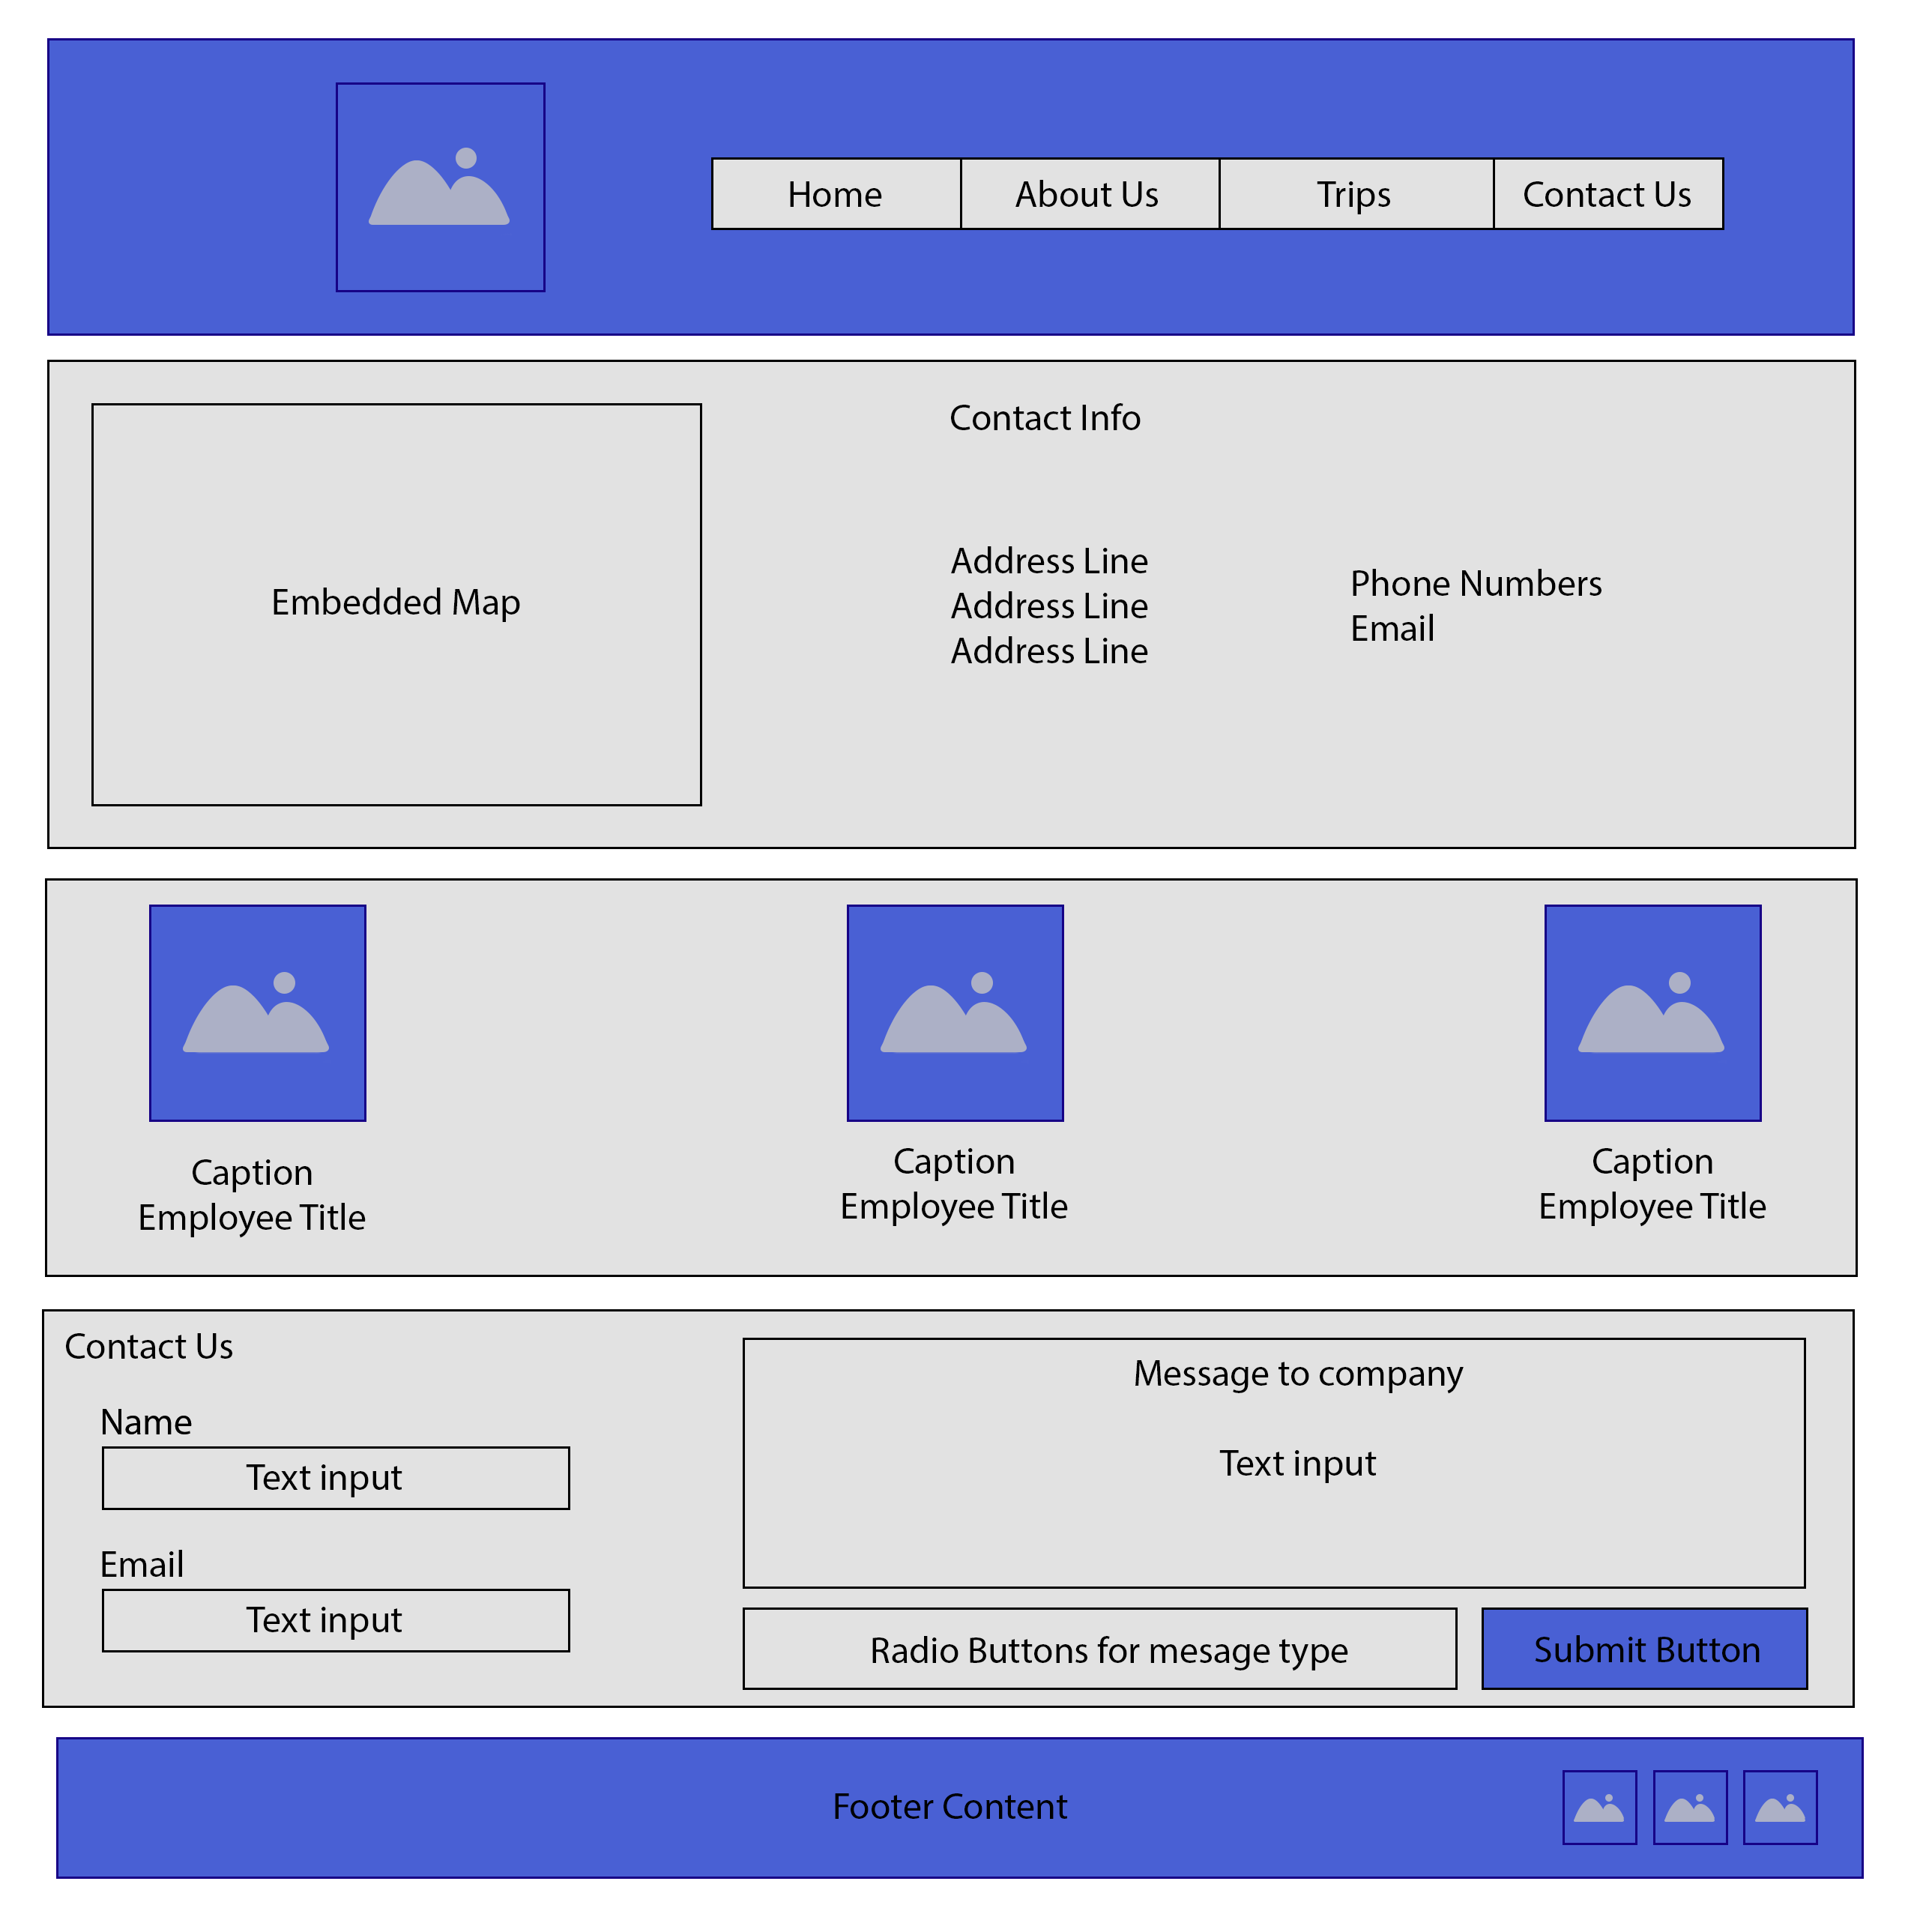 Home
About Us
Trips
Contact Us
Embedded Map
Contact Info
Address Line
Address Line
Address Line
Phone Numbers
Email
Caption
Employee Title
Caption
Employee Title
Caption
Employee Title
Contact Us
Name
Text input
Email
Text input
Message to company
Text input
Radio Buttons for mesage type
Submit Button
Footer Content